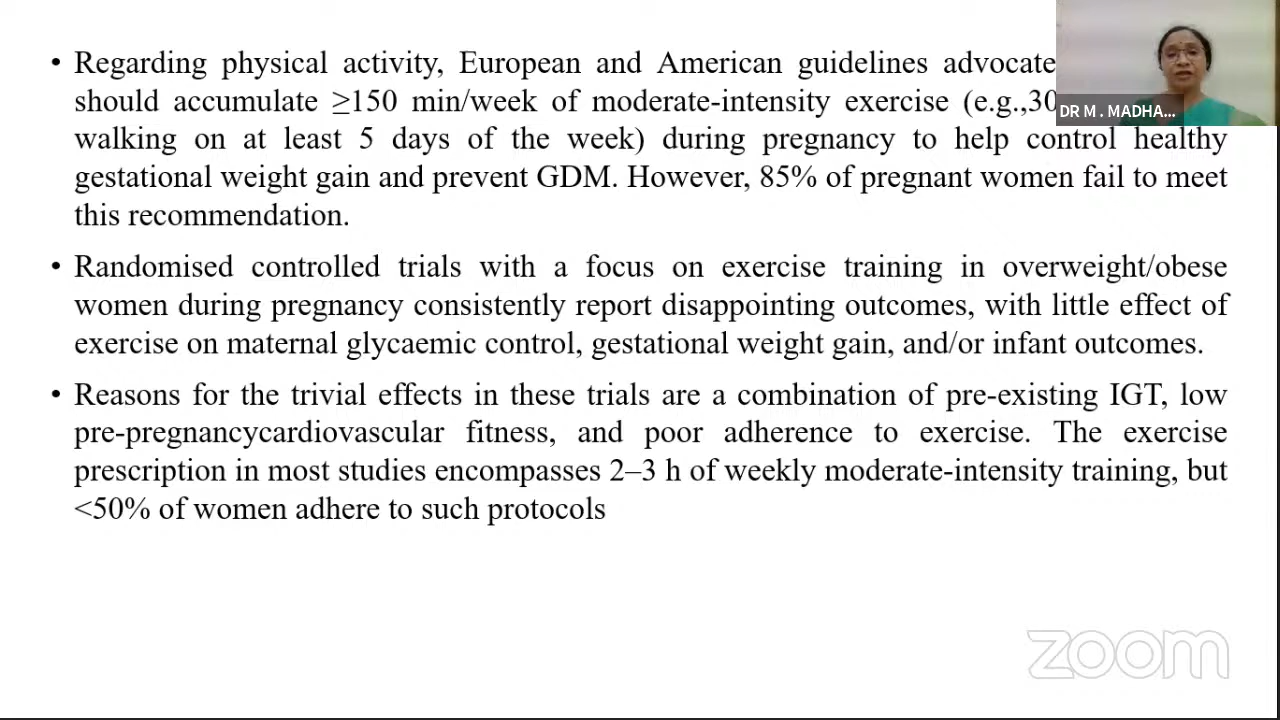 • Regarding physical activity, European and American guidelines advocate
should accumulate ≥150 min/week of moderate-intensity exercise (e.g.,30
walking on at least 5 days of the week) during pregnancy to help control healthy
gestational weight gain and prevent GDM. However, 85% of pregnant women fail to meet
this recommendation.
• Randomised controlled trials with a focus on exercise training in overweight/obese
women during pregnancy consistently report disappointing outcomes, with little effect of
exercise on maternal glycaemic control, gestational weight gain, and/or infant outcomes.
• Reasons for the trivial effects in these trials are a combination of pre-existing IGT, low
pre-pregnancycardiovascular fitness, and poor adherence to exercise. The exercise
prescription in most studies encompasses 2–3 h of weekly moderate-intensity training, but
<50% of women adhere to such protocols
DR M . MADHA...
zoom